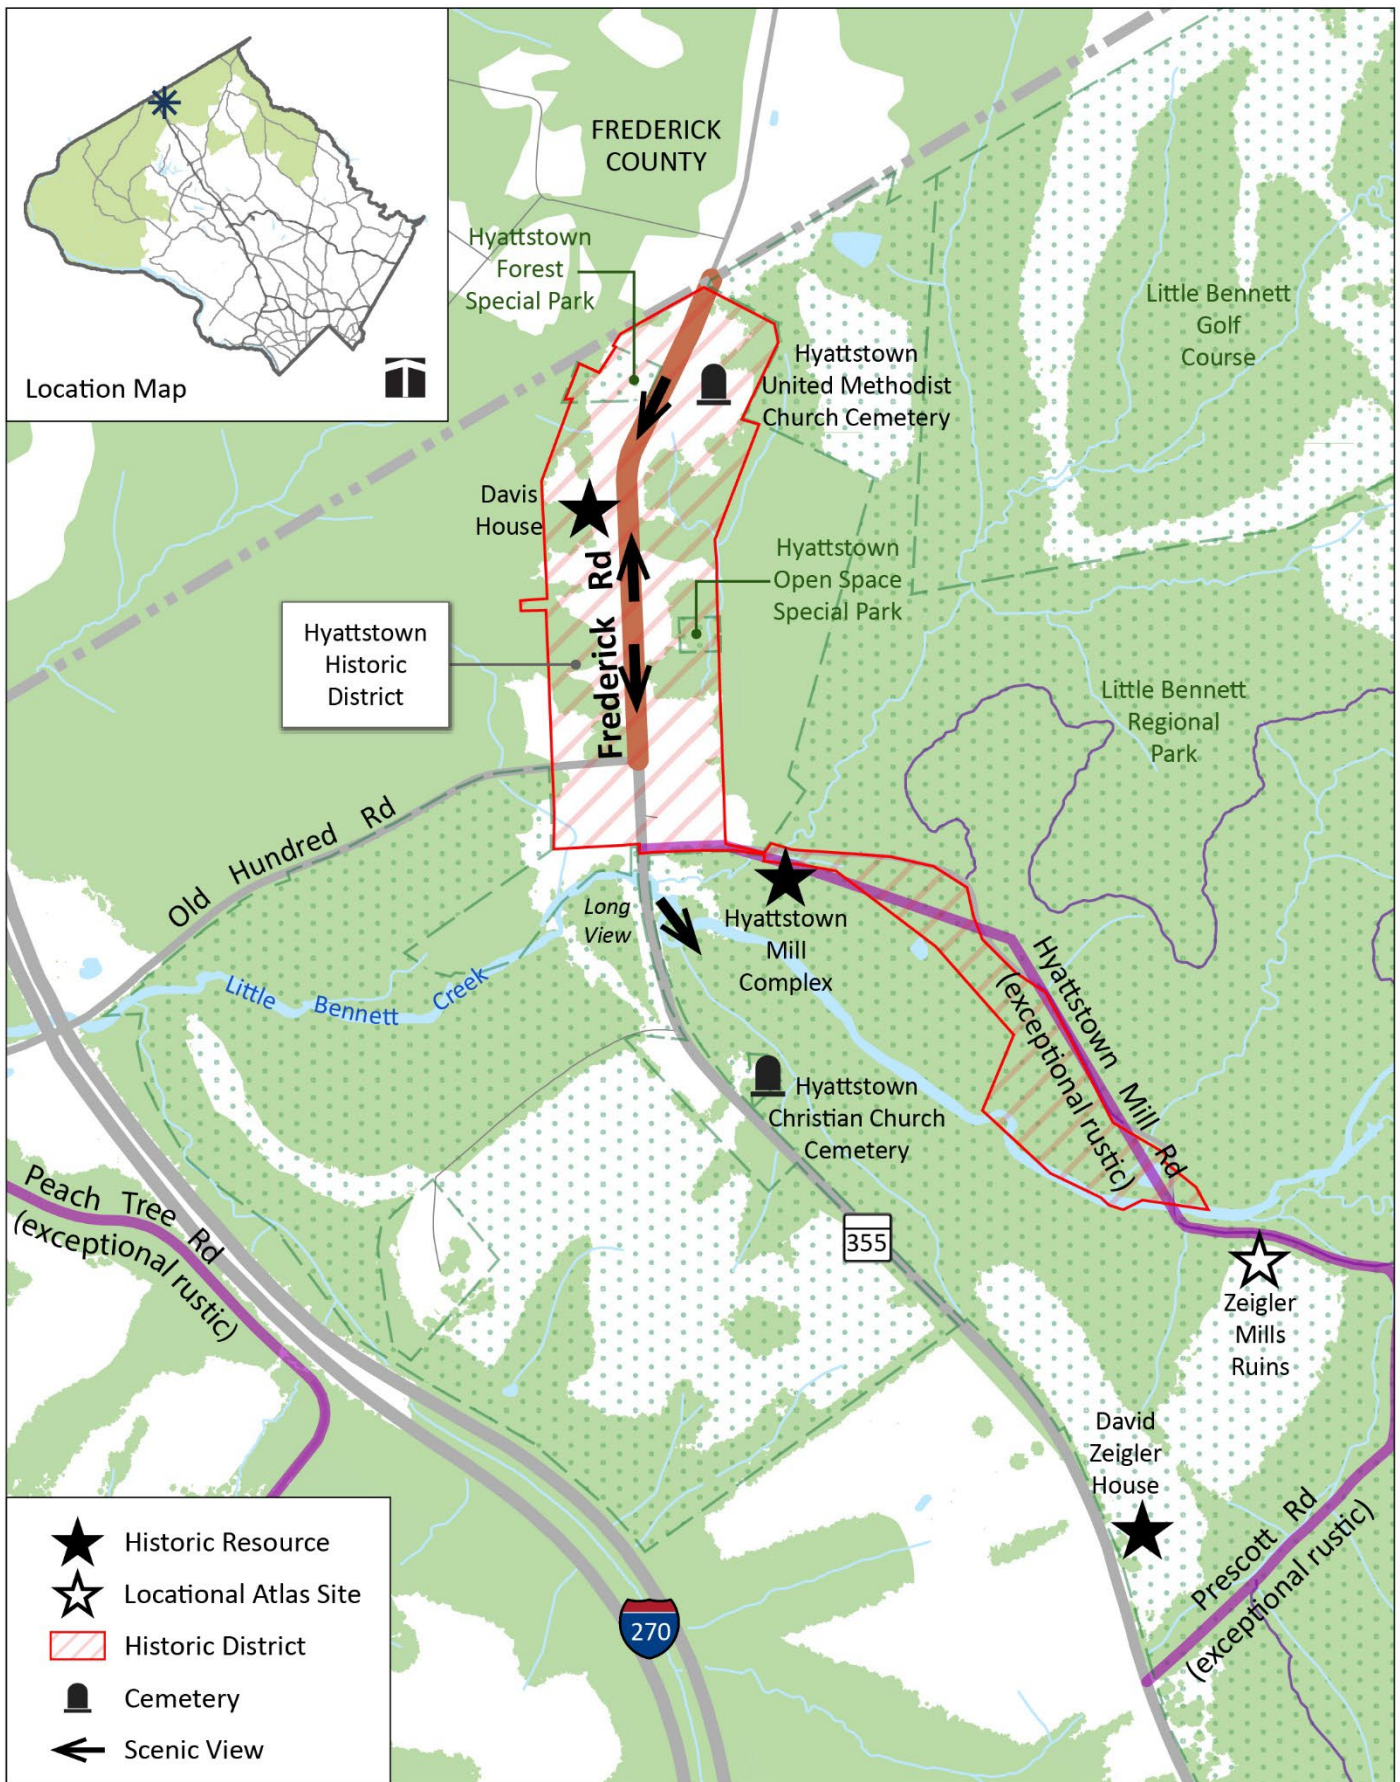 Location Map
FREDERICK
COUNTY
Hyattstown
Forest
Special Park
Little Bennett
Golf
Course
Hyattstown
United Methodist
Church Cemetery
Davis
House
Hyattstown
Open Space
Special Park
Frederick Rd
Hyattstown
Historic
District
Little Bennett
Regional
Park
Old Hundred Rd
Long
View
Hyattstown
Mill
Complex
Little Bennett Creek
Hyattstown Mill Rd
(exceptional rustic)
Hyattstown
Christian Church
Cemetery
Peach Tree Rd
(exceptional rustic)
355
Zeigler
Mills
Ruins
David
Zeigler
House
Prescott Rd
(exceptional rustic)
270
Historic Resource
Locational Atlas Site
Historic District
Cemetery
Scenic View